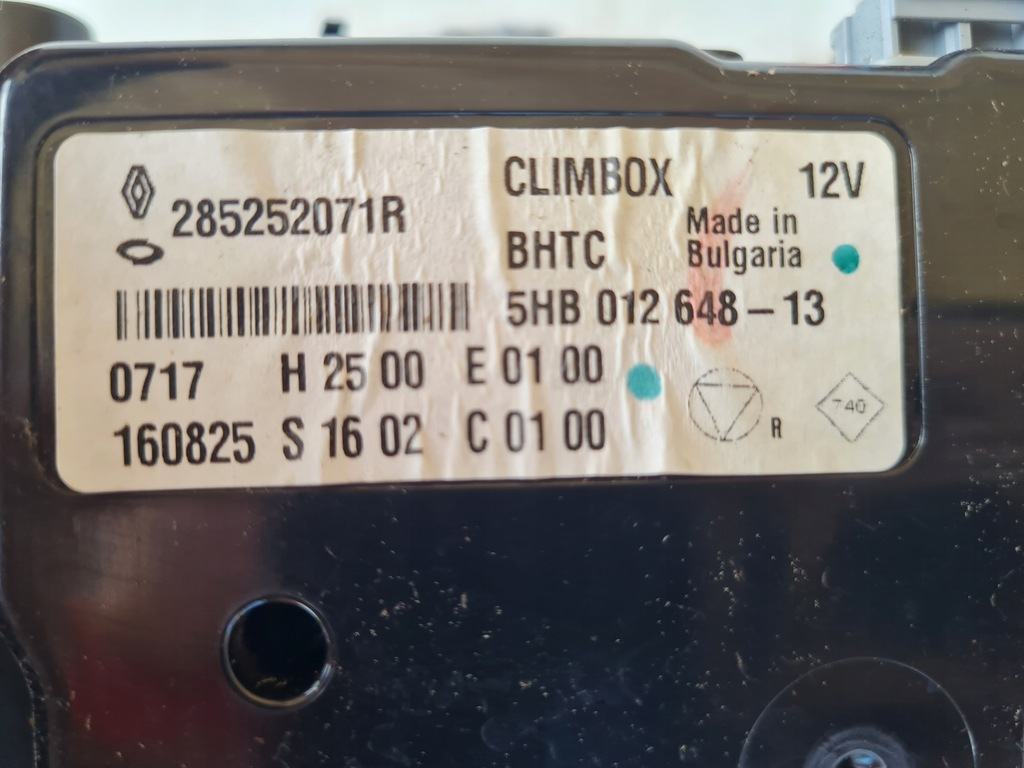 285252071R
CLIMBOX 12V
BHTC
Made in
Bulgaria
5HB 012 648-13
0717 H 25 00 E 01 00
160825 S 16 02 C 01 00
R
740